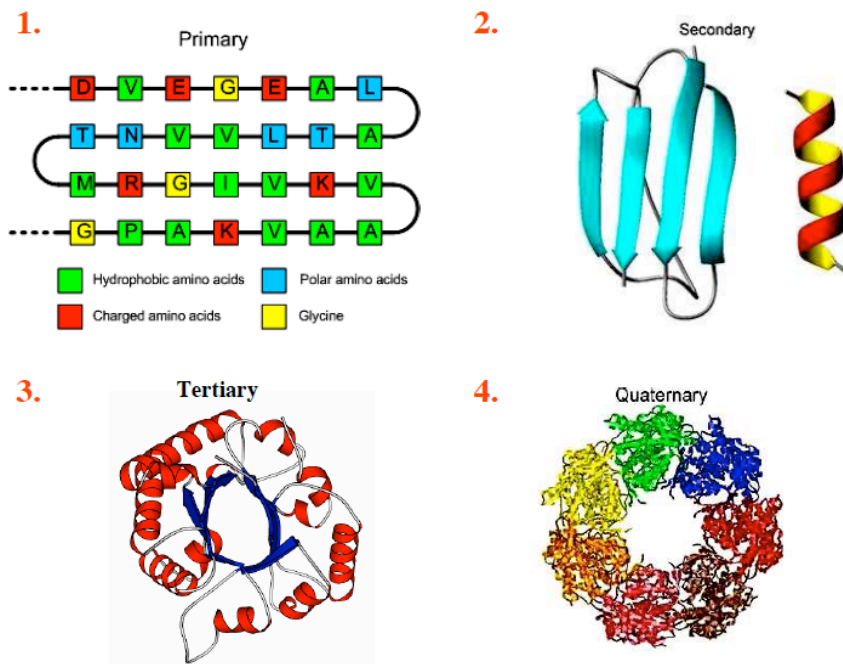 1.
Primary
D V E G E A L
T N V V L T A
M R G I V K V
G P A K V A A
Hydrophobic amino acids
Polar amino acids
Charged amino acids
Glycine
2.
Secondary
3.
Tertiary
4.
Quaternary